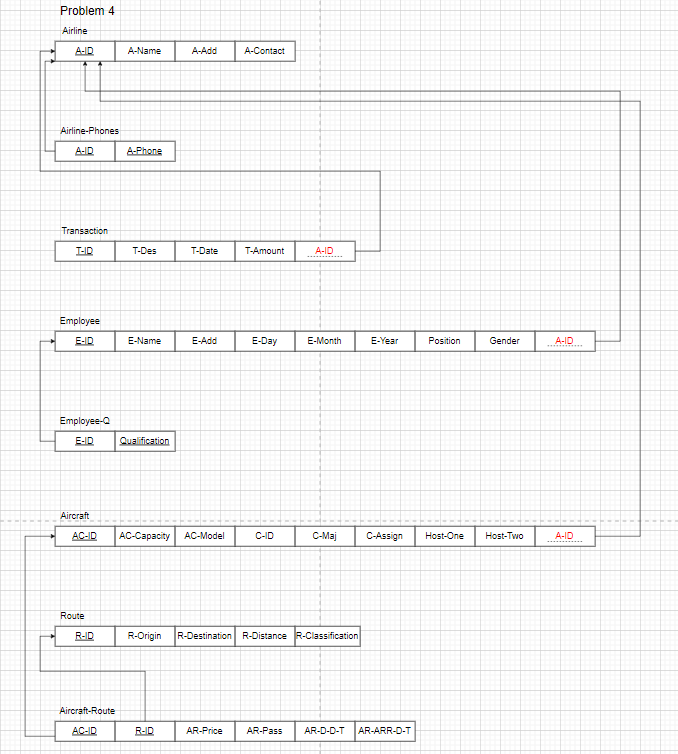 Problem 4
Airline
A-ID A-Name A-Add A-Contact
Airline-Phones
A-ID A-Phone
Transaction
T-ID T-Des T-Date T-Amount A-ID
Employee
E-ID E-Name E-Add E-Day E-Month E-Year Position Gender A-ID
Employee-Q
E-ID Qualification
Aircraft
AC-ID AC-Capacity AC-Model C-ID C-Maj C-Assign Host-One Host-Two A-ID
Route
R-ID R-Origin R-Destination R-Distance R-Classification
Aircraft-Route
AC-ID R-ID AR-Price AR-Pass AR-D-D-T AR-ARR-D-T